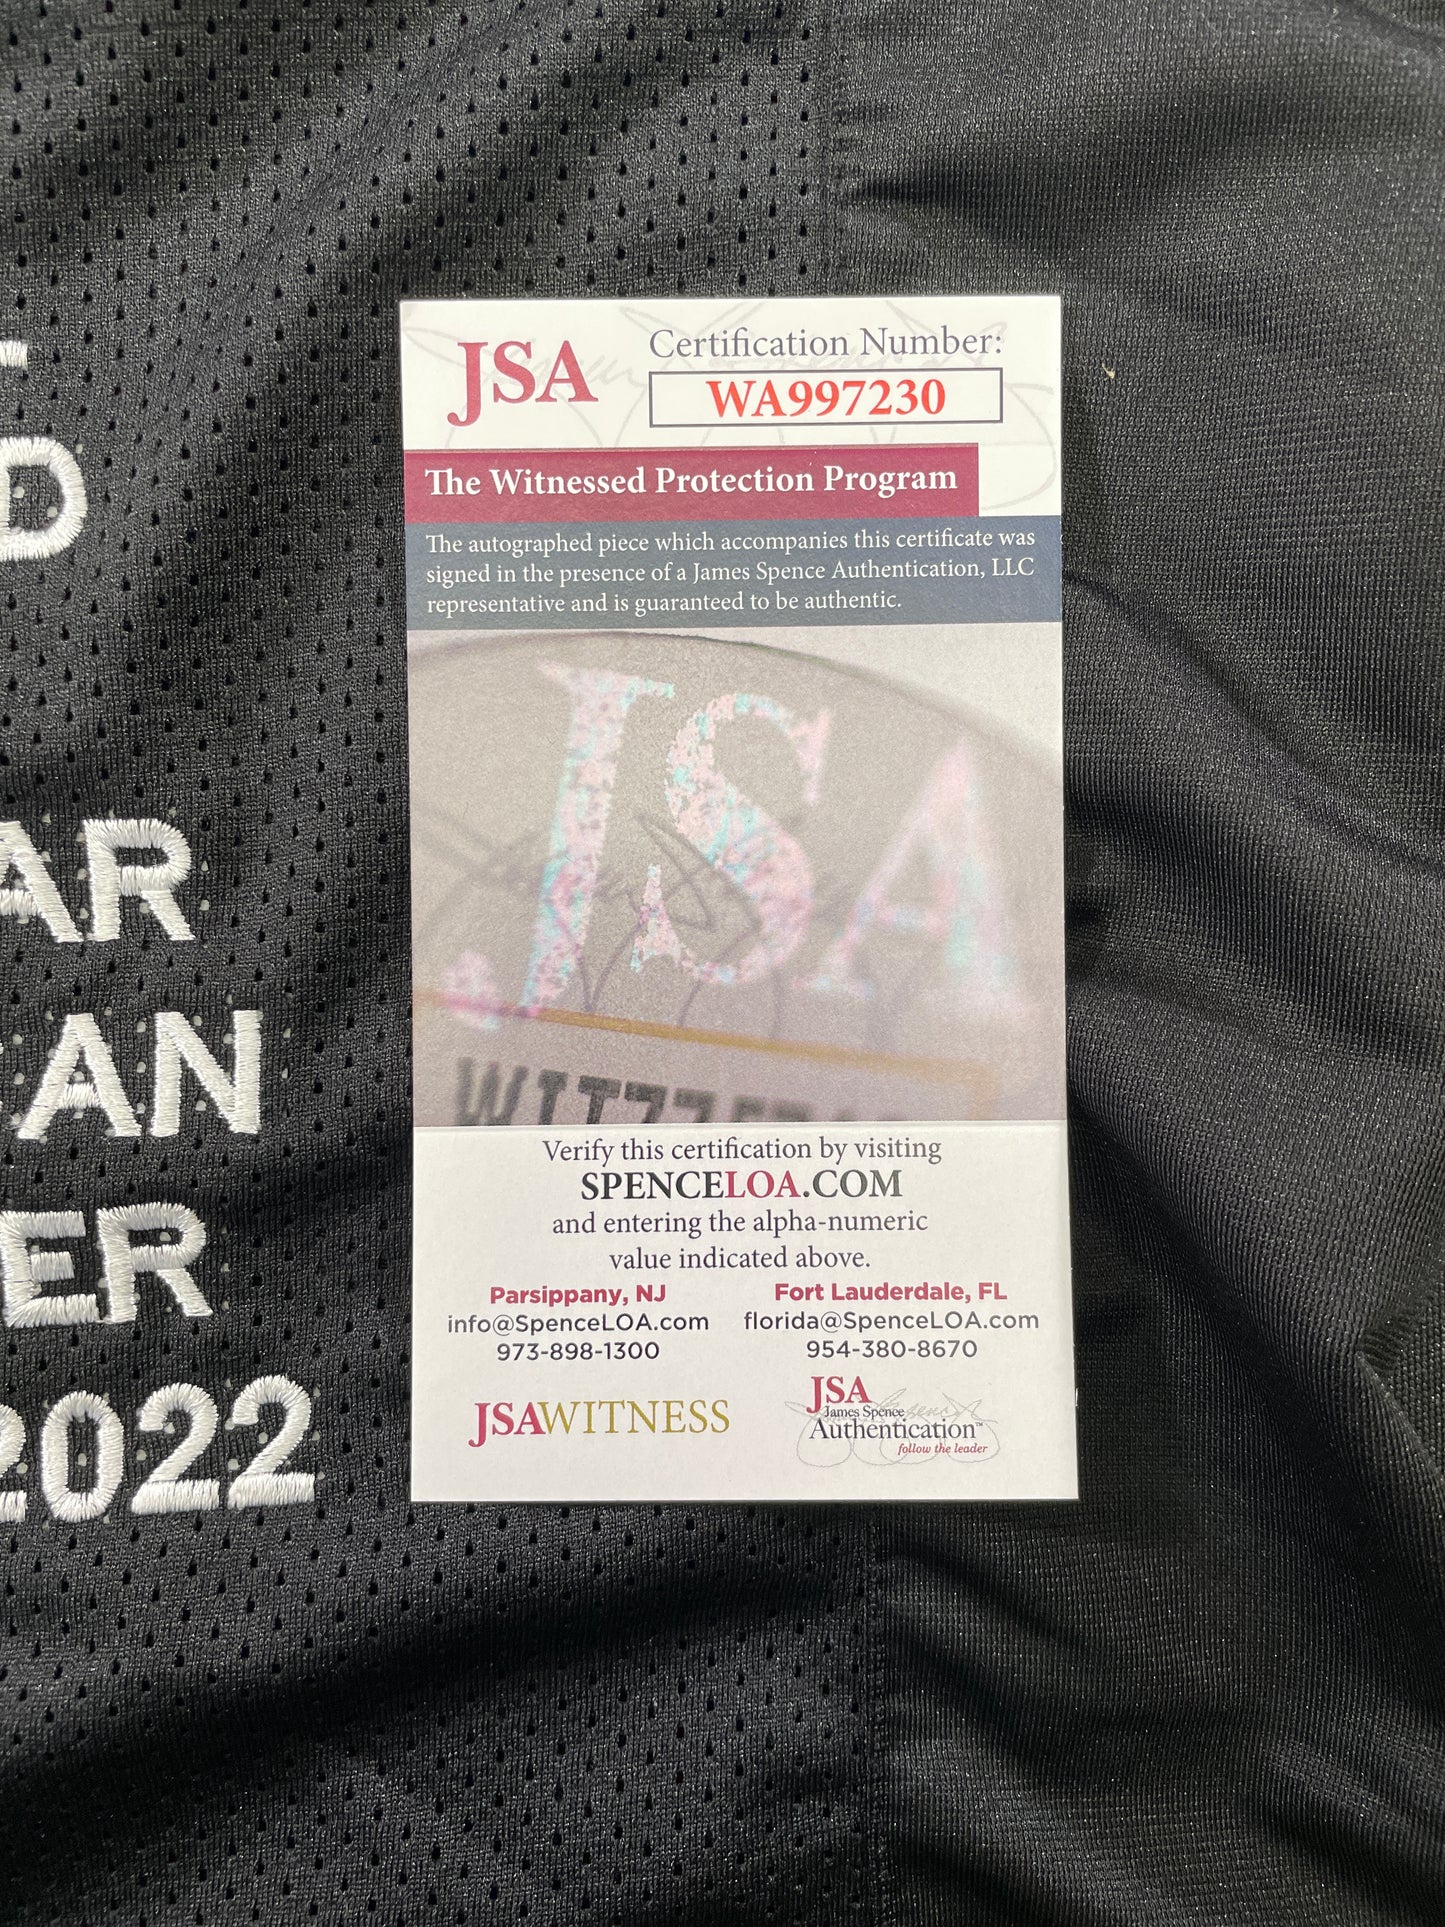 D
AR
AN
ER
2022
JSA
Certification Number:
WA997230
The Witnessed Protection Program
The autographed piece which accompanies this certificate was
signed in the presence of a James Spence Authentication, LLC
representative and is guaranteed to be authentic.
JSA
Verify this certification by visiting
SPENCELOA.COM
and entering the alpha-numeric
value indicated above.
Parsippany, NJ
info@SpenceLOA.com
973-898-1300
Fort Lauderdale, FL
florida@SpenceLOA.com
954-380-8670
JSAWITNESS
JSA
James Spence
Authentication™
follow the leader